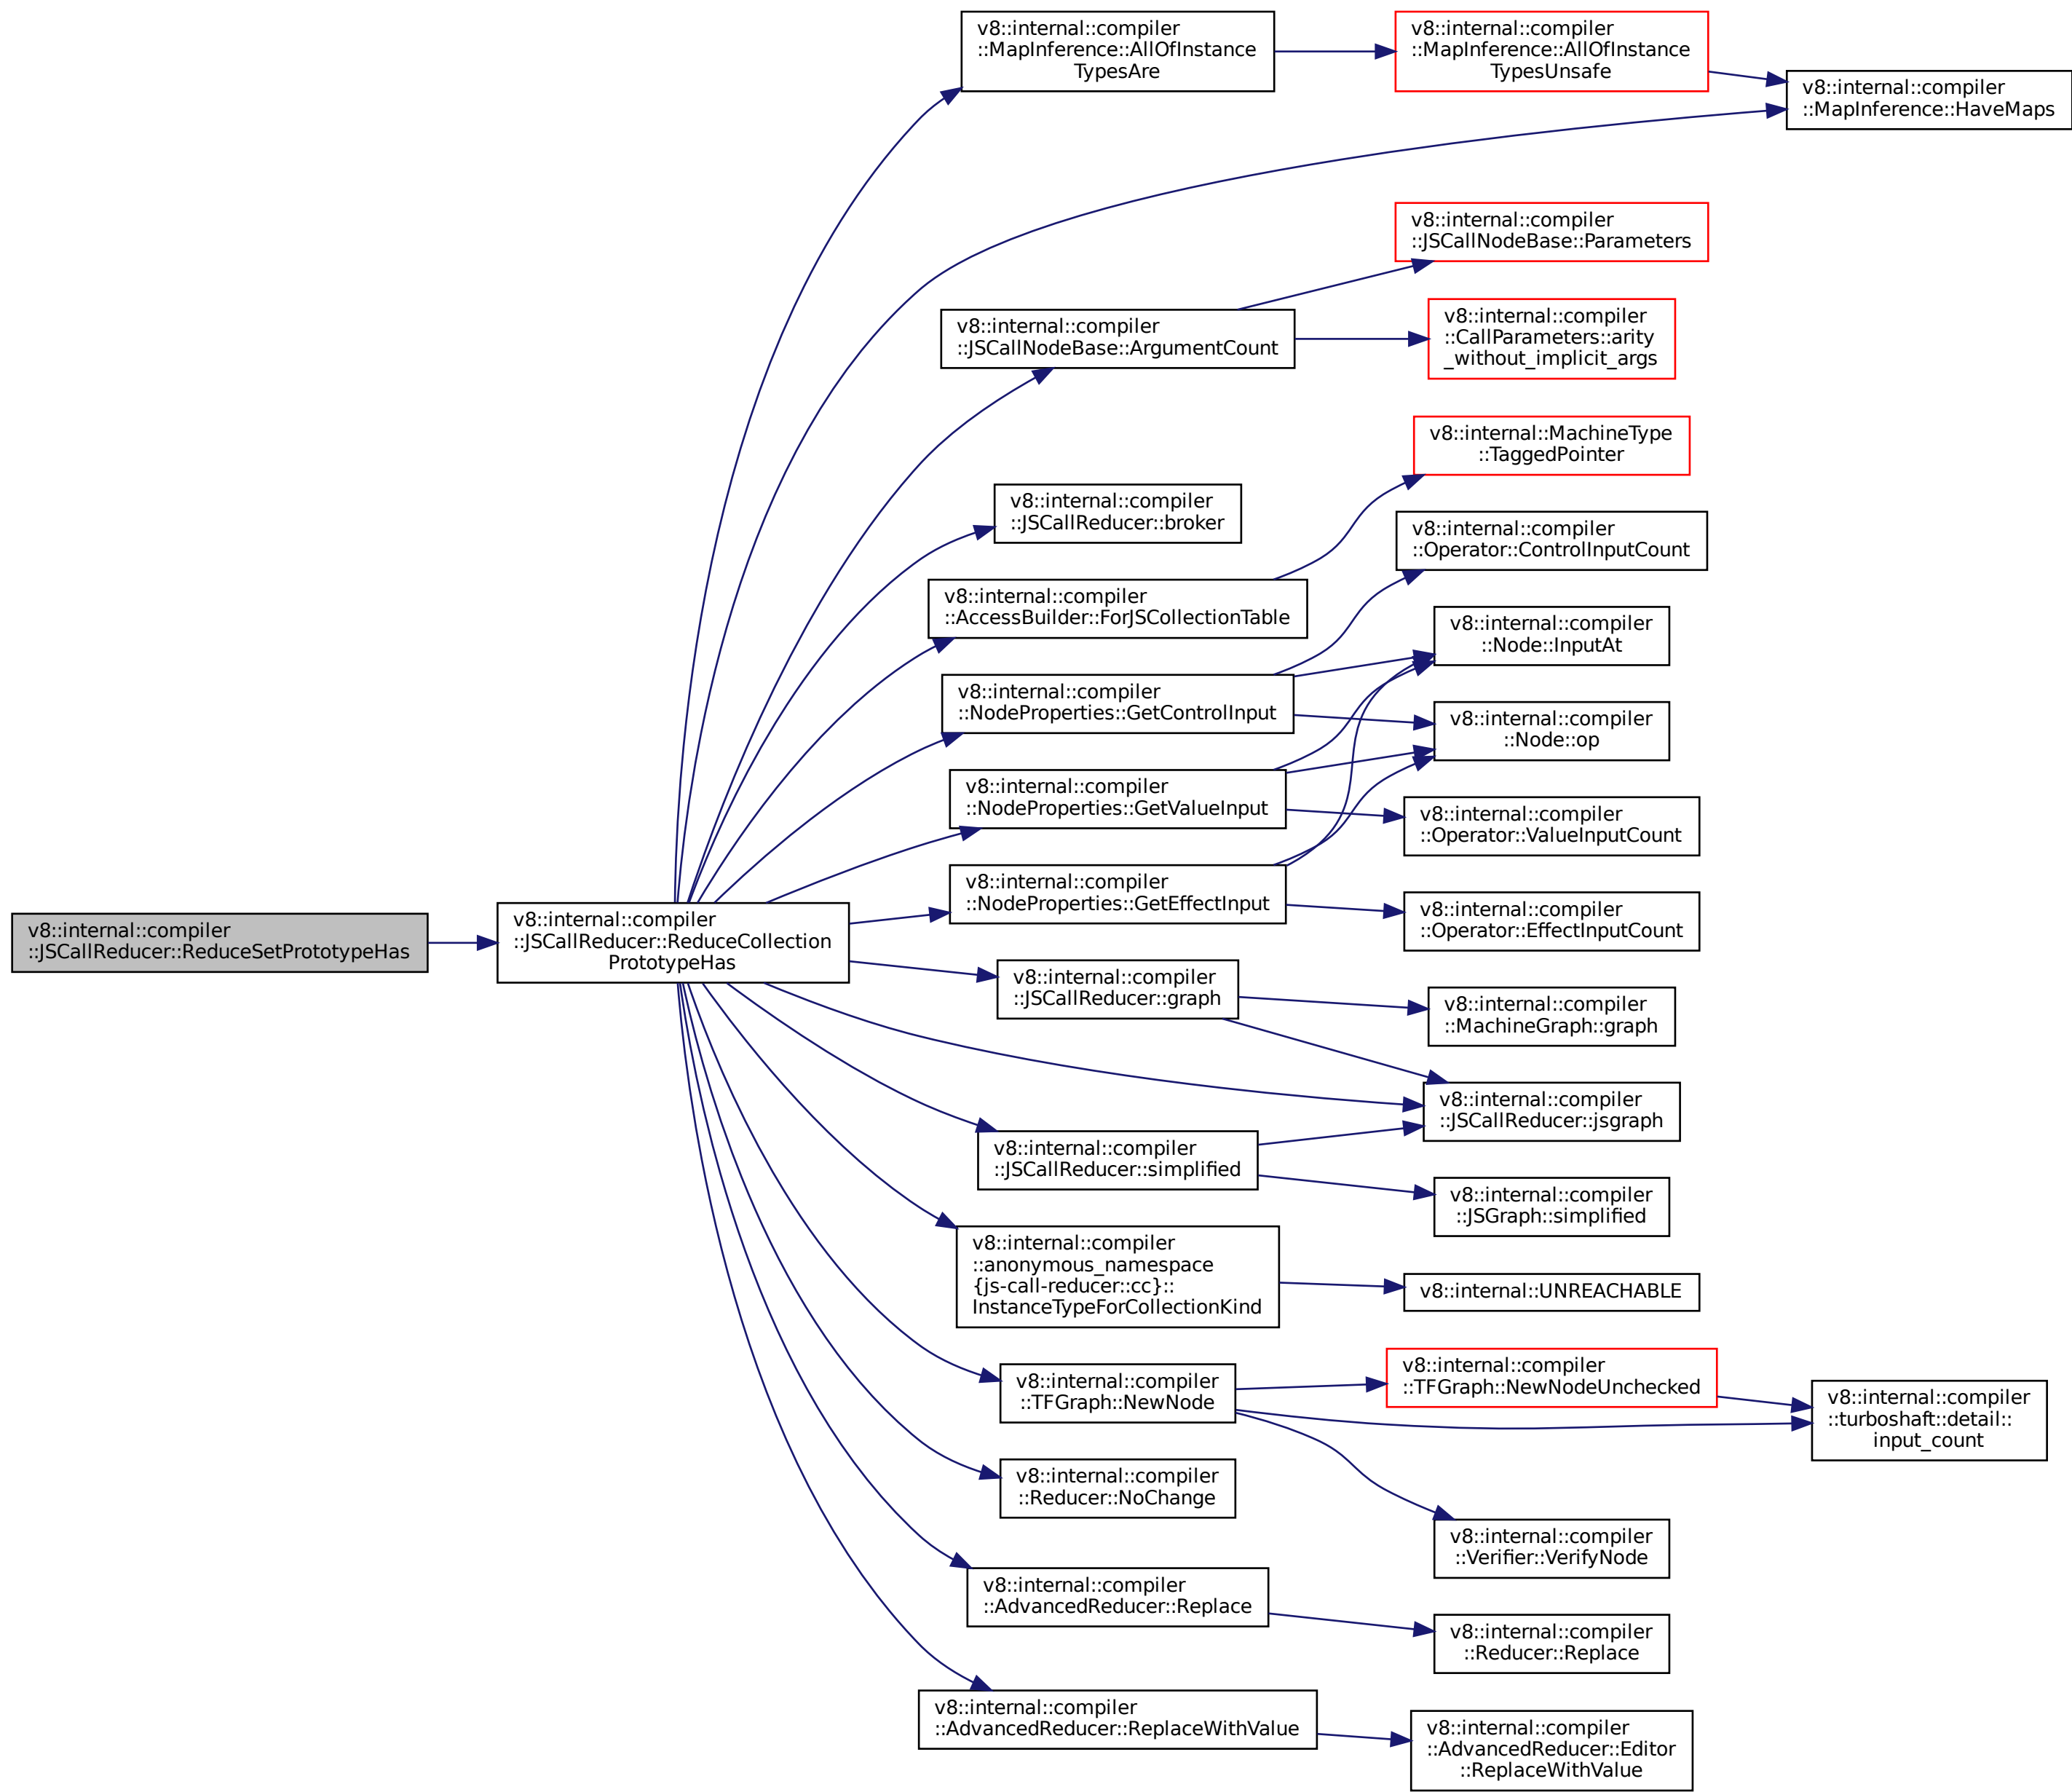 v8::internal::compiler
::JSCallReducer::ReduceSetPrototypeHas
v8::internal::compiler
::JSCallReducer::ReduceCollection
PrototypeHas
v8::internal::compiler
::MapInference::AllOfInstance
TypesAre
v8::internal::compiler
::MapInference::AllOfInstance
TypesUnsafe
v8::internal::compiler
::MapInference::HaveMaps
v8::internal::compiler
::JSCallNodeBase::Parameters
v8::internal::compiler
::JSCallNodeBase::ArgumentCount
v8::internal::compiler
::CallParameters::arity
_without_implicit_args
v8::internal::MachineType
::TaggedPointer
v8::internal::compiler
::JSCallReducer::broker
v8::internal::compiler
::Operator::ControlInputCount
v8::internal::compiler
::AccessBuilder::ForJSCollectionTable
v8::internal::compiler
::Node::InputAt
v8::internal::compiler
::NodeProperties::GetControlInput
v8::internal::compiler
::Node::op
v8::internal::compiler
::NodeProperties::GetValueInput
v8::internal::compiler
::Operator::ValueInputCount
v8::internal::compiler
::NodeProperties::GetEffectInput
v8::internal::compiler
::Operator::EffectInputCount
v8::internal::compiler
::JSCallReducer::graph
v8::internal::compiler
::MachineGraph::graph
v8::internal::compiler
::JSCallReducer::jsgraph
v8::internal::compiler
::JSCallReducer::simplified
v8::internal::compiler
::JSGraph::simplified
v8::internal::compiler
::anonymous_namespace
{js-call-reducer::cc}::
InstanceTypeForCollectionKind
v8::internal::UNREACHABLE
v8::internal::compiler
::TFGraph::NewNode
v8::internal::compiler
::TFGraph::NewNodeUnchecked
v8::internal::compiler
::turboshaft::detail::
input_count
v8::internal::compiler
::Reducer::NoChange
v8::internal::compiler
::Verifier::VerifyNode
v8::internal::compiler
::AdvancedReducer::Replace
v8::internal::compiler
::Reducer::Replace
v8::internal::compiler
::AdvancedReducer::ReplaceWithValue
v8::internal::compiler
::AdvancedReducer::Editor
::ReplaceWithValue